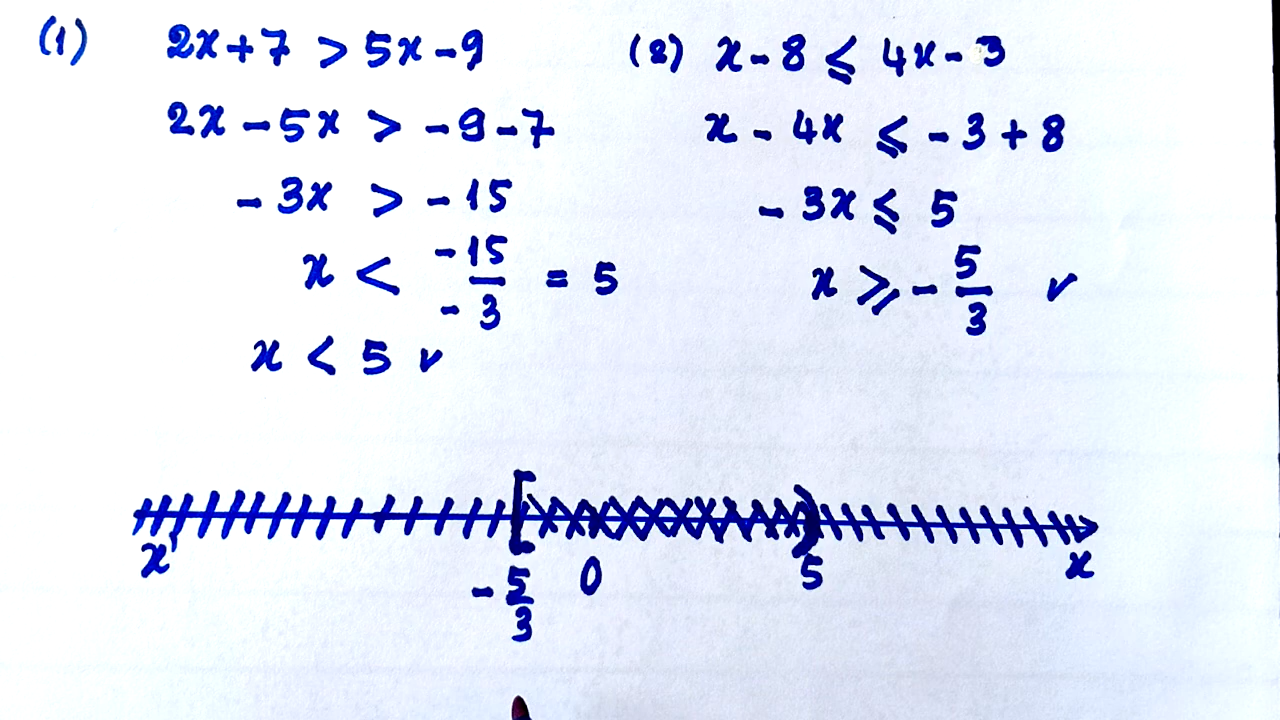 (1) 2x+7 > 5x-9
2x - 5x > -9-7
- 3x > -15
x < -15/-3 = 5
x < 5 ✓
(2) x - 8 ⩽ 4x - 3
x - 4x ⩽ - 3 + 8
- 3x ⩽ 5
x ⩾ - 5/3 ✓
x' -5/3 0 5 x